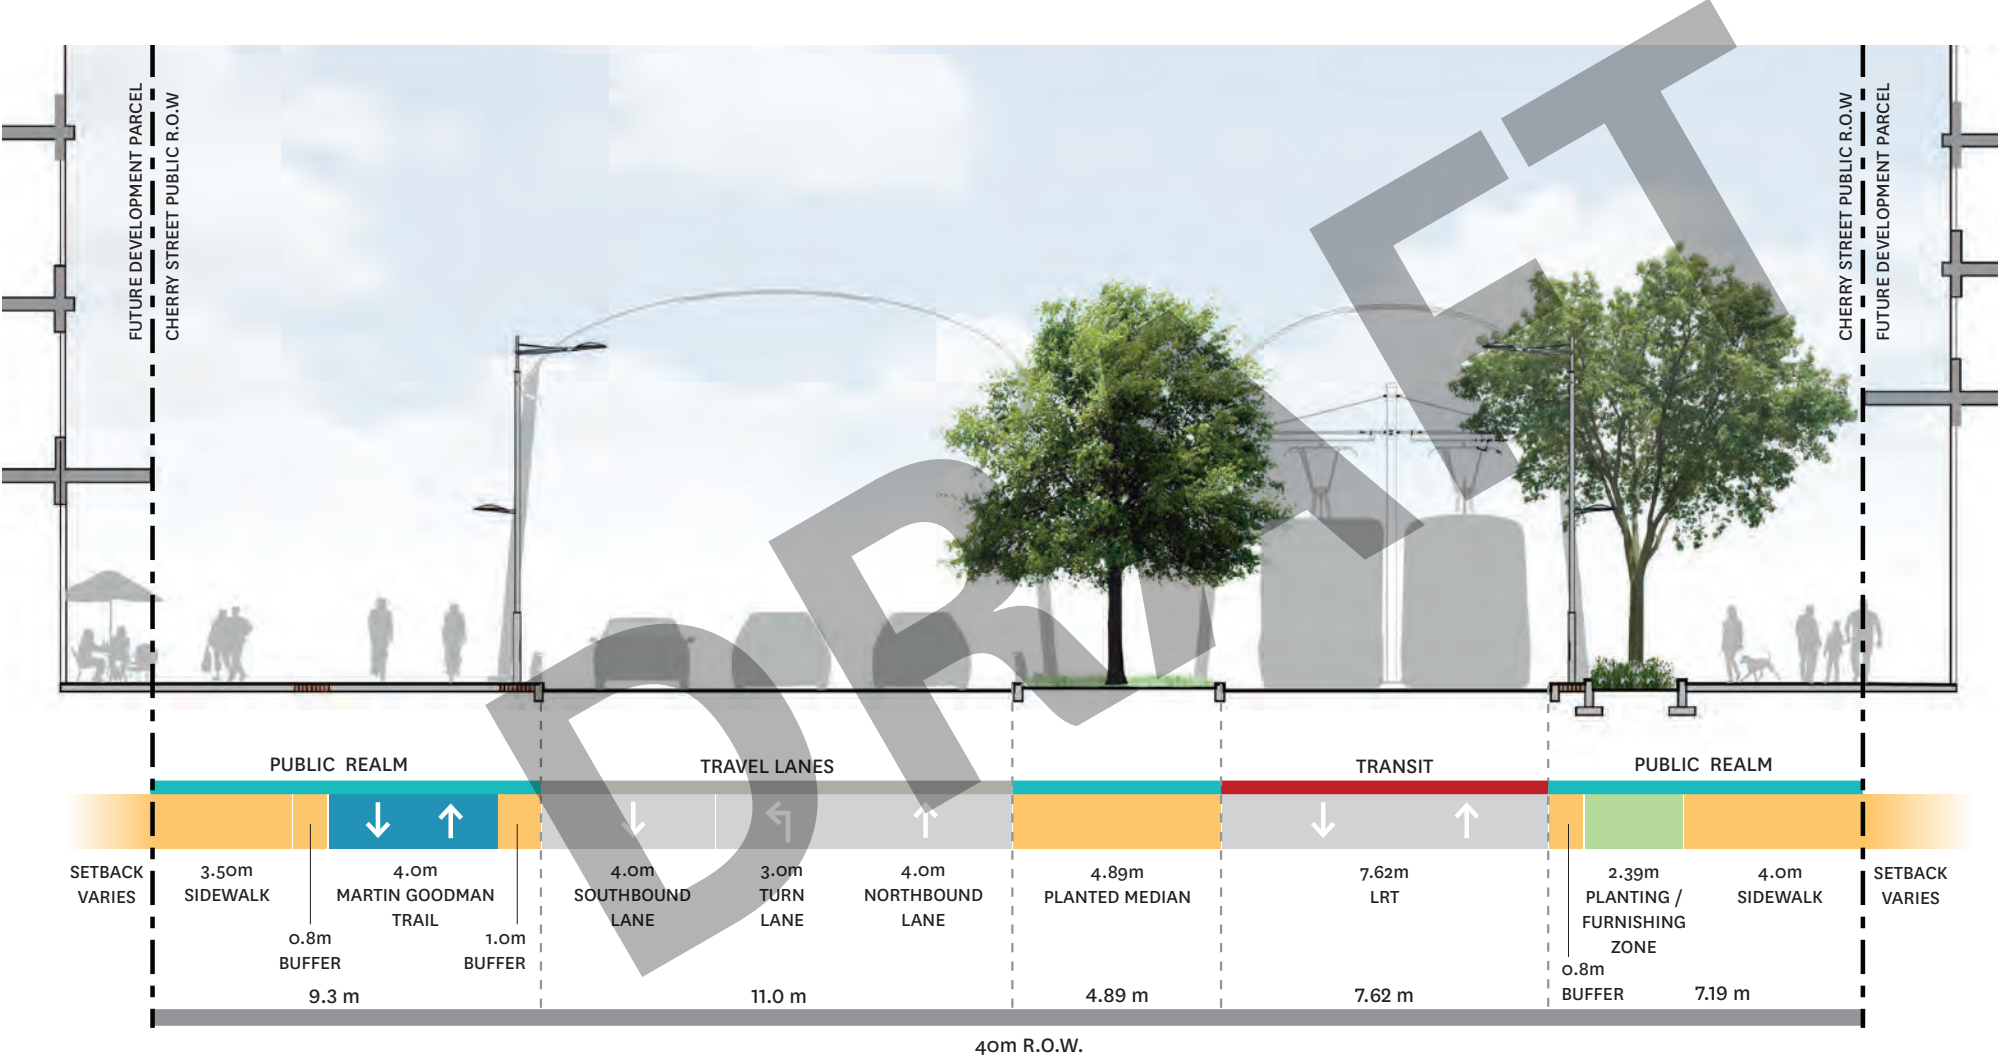 FUTURE DEVELOPMENT PARCEL
CHERRY STREET PUBLIC R.O.W
CHERRY STREET PUBLIC R.O.W
FUTURE DEVELOPMENT PARCEL
DRAFT
PUBLIC REALM
TRAVEL LANES
TRANSIT
PUBLIC REALM
SETBACK
VARIES
3.50m
SIDEWALK
0.8m
BUFFER
4.0m
MARTIN GOODMAN
TRAIL
1.0m
BUFFER
4.0m
SOUTHBOUND
LANE
3.0m
TURN
LANE
4.0m
NORTHBOUND
LANE
4.89m
PLANTED MEDIAN
7.62m
LRT
0.8m
BUFFER
2.39m
PLANTING /
FURNISHING
ZONE
4.0m
SIDEWALK
SETBACK
VARIES
9.3 m
11.0 m
4.89 m
7.62 m
7.19 m
40m R.O.W.